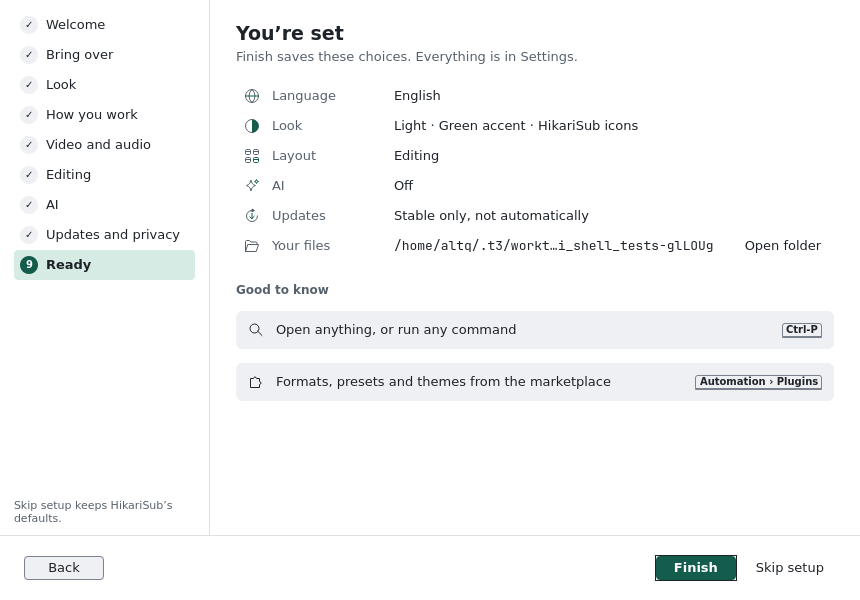 ✓ Welcome
✓ Bring over
✓ Look
✓ How you work
✓ Video and audio
✓ Editing
✓ AI
✓ Updates and privacy
9 Ready
Skip setup keeps HikariSub’s
defaults.
You’re set
Finish saves these choices. Everything is in Settings.
Language English
Look Light · Green accent · HikariSub icons
Layout Editing
AI Off
Updates Stable only, not automatically
Your files /home/altq/.t3/workt…i_shell_tests-glLOUg Open folder
Good to know
Open anything, or run any command Ctrl-P
Formats, presets and themes from the marketplace Automation › Plugins
Back Finish Skip setup